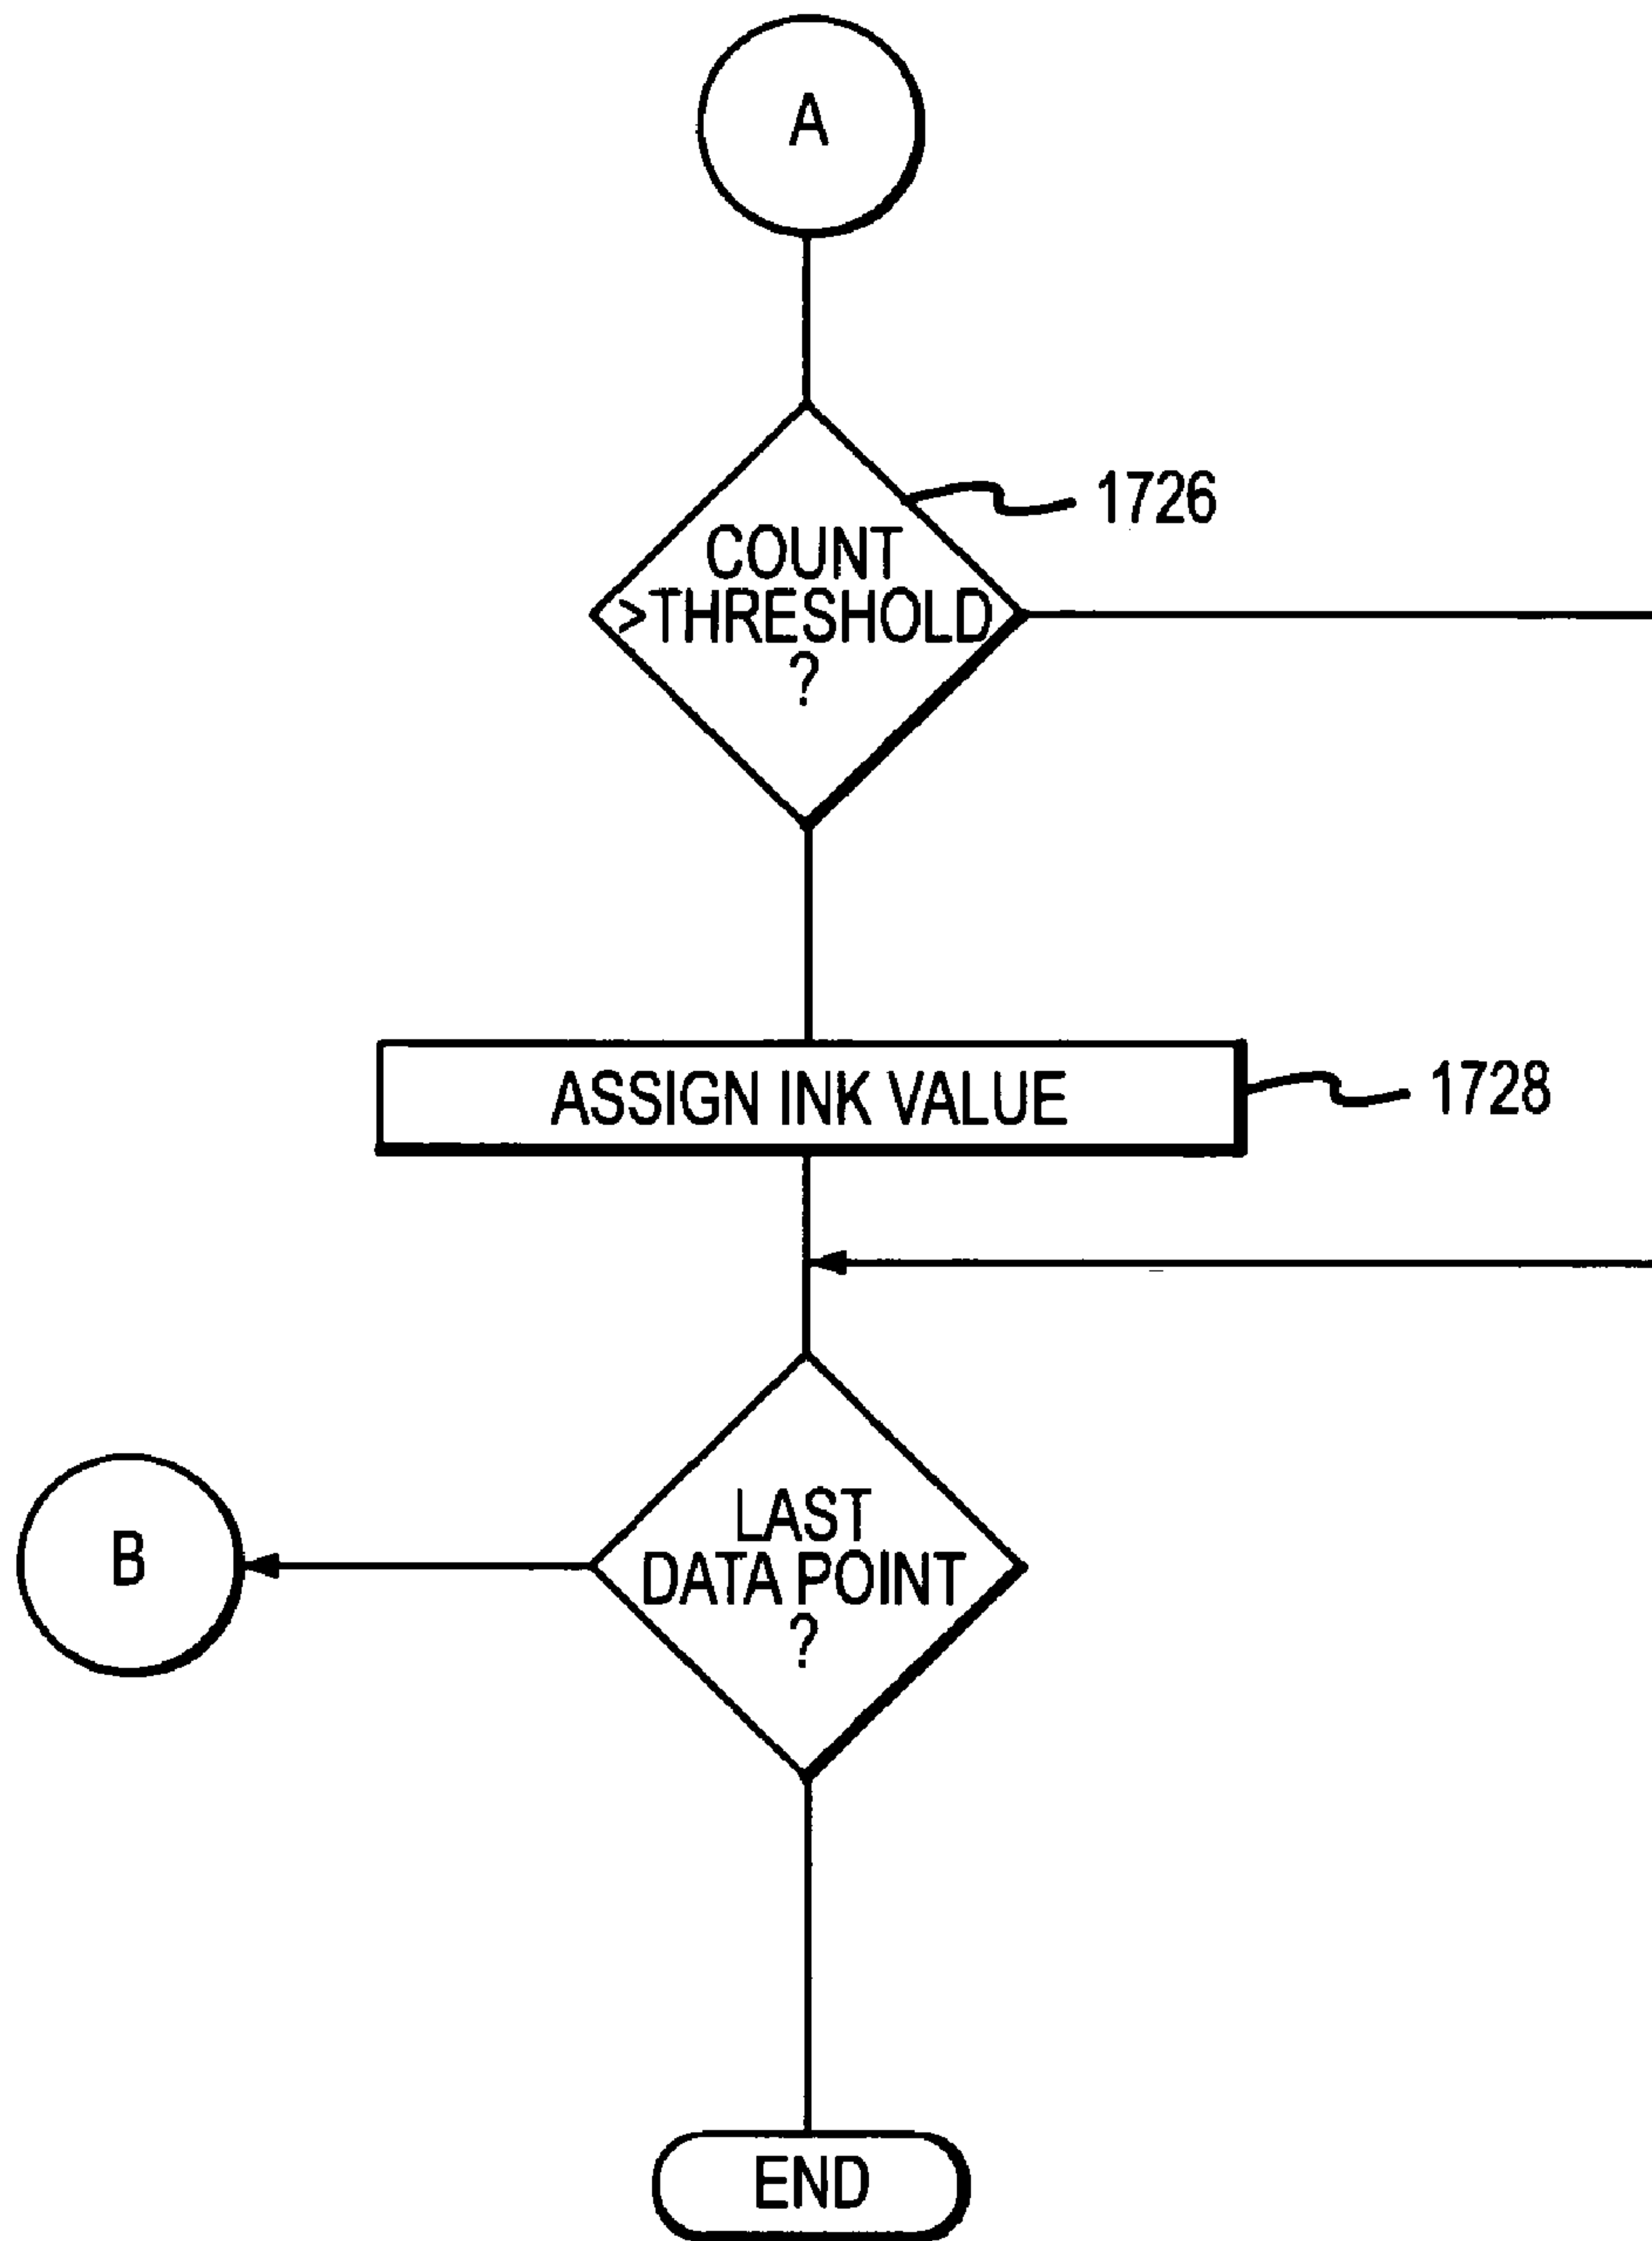 A
1726
COUNT
>THRESHOLD
?
ASSIGN INK VALUE
1728
LAST
DATA POINT
?
B
END